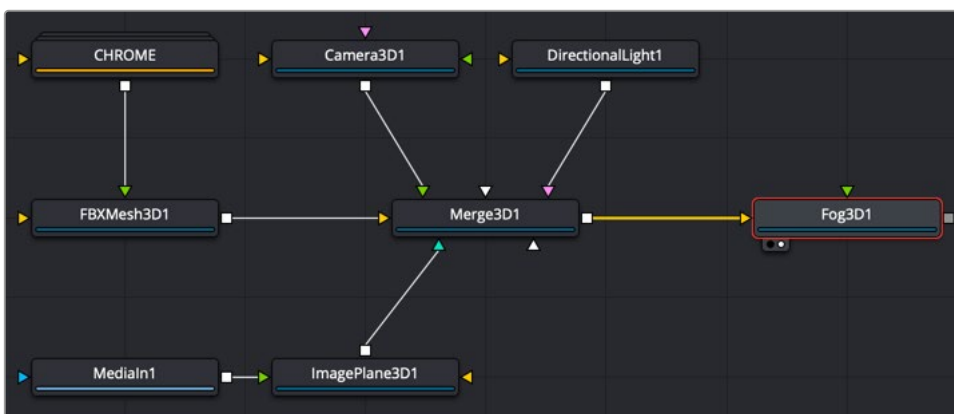 CHROME
Camera3D1
DirectionalLight1
FBXMesh3D1
Merge3D1
Fog3D1
MediaIn1
ImagePlane3D1